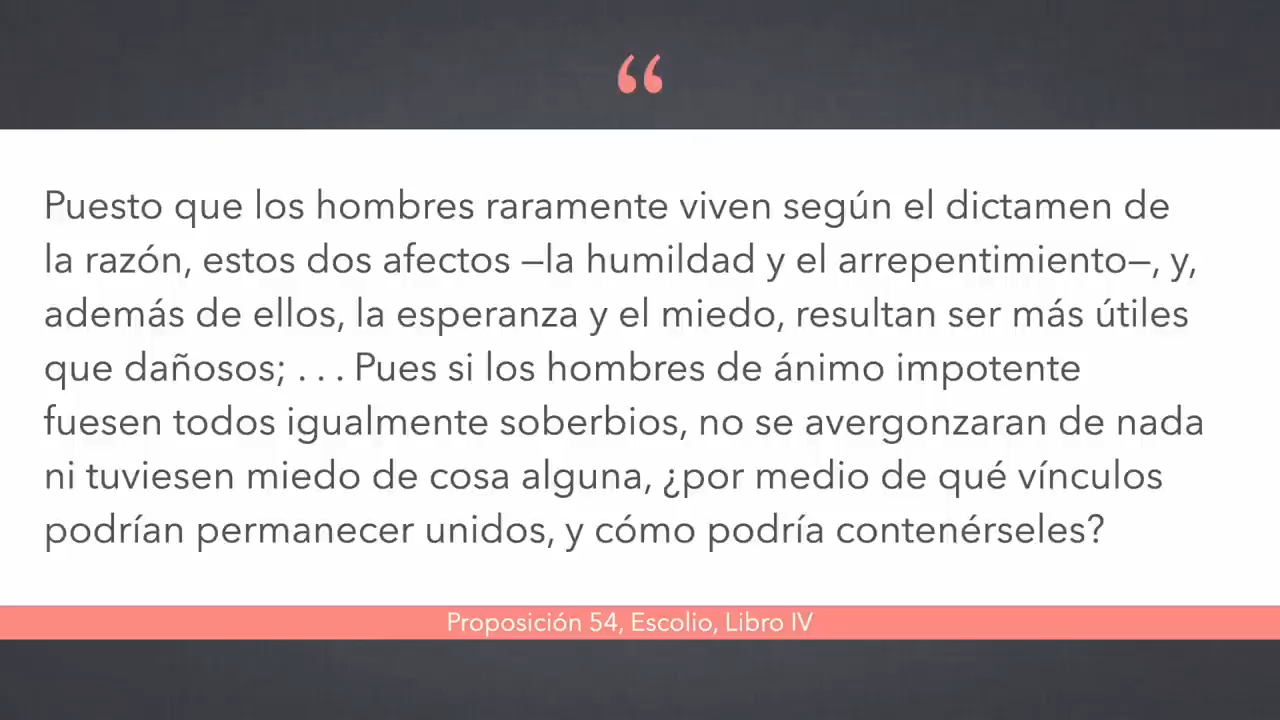 “
Puesto que los hombres raramente viven según el dictamen de
la razón, estos dos afectos —la humildad y el arrepentimiento—, y,
además de ellos, la esperanza y el miedo, resultan ser más útiles
que dañosos; . . . Pues si los hombres de ánimo impotente
fuesen todos igualmente soberbios, no se avergonzaran de nada
ni tuviesen miedo de cosa alguna, ¿por medio de qué vínculos
podrían permanecer unidos, y cómo podría contenérseles?
Proposición 54, Escolio, Libro IV